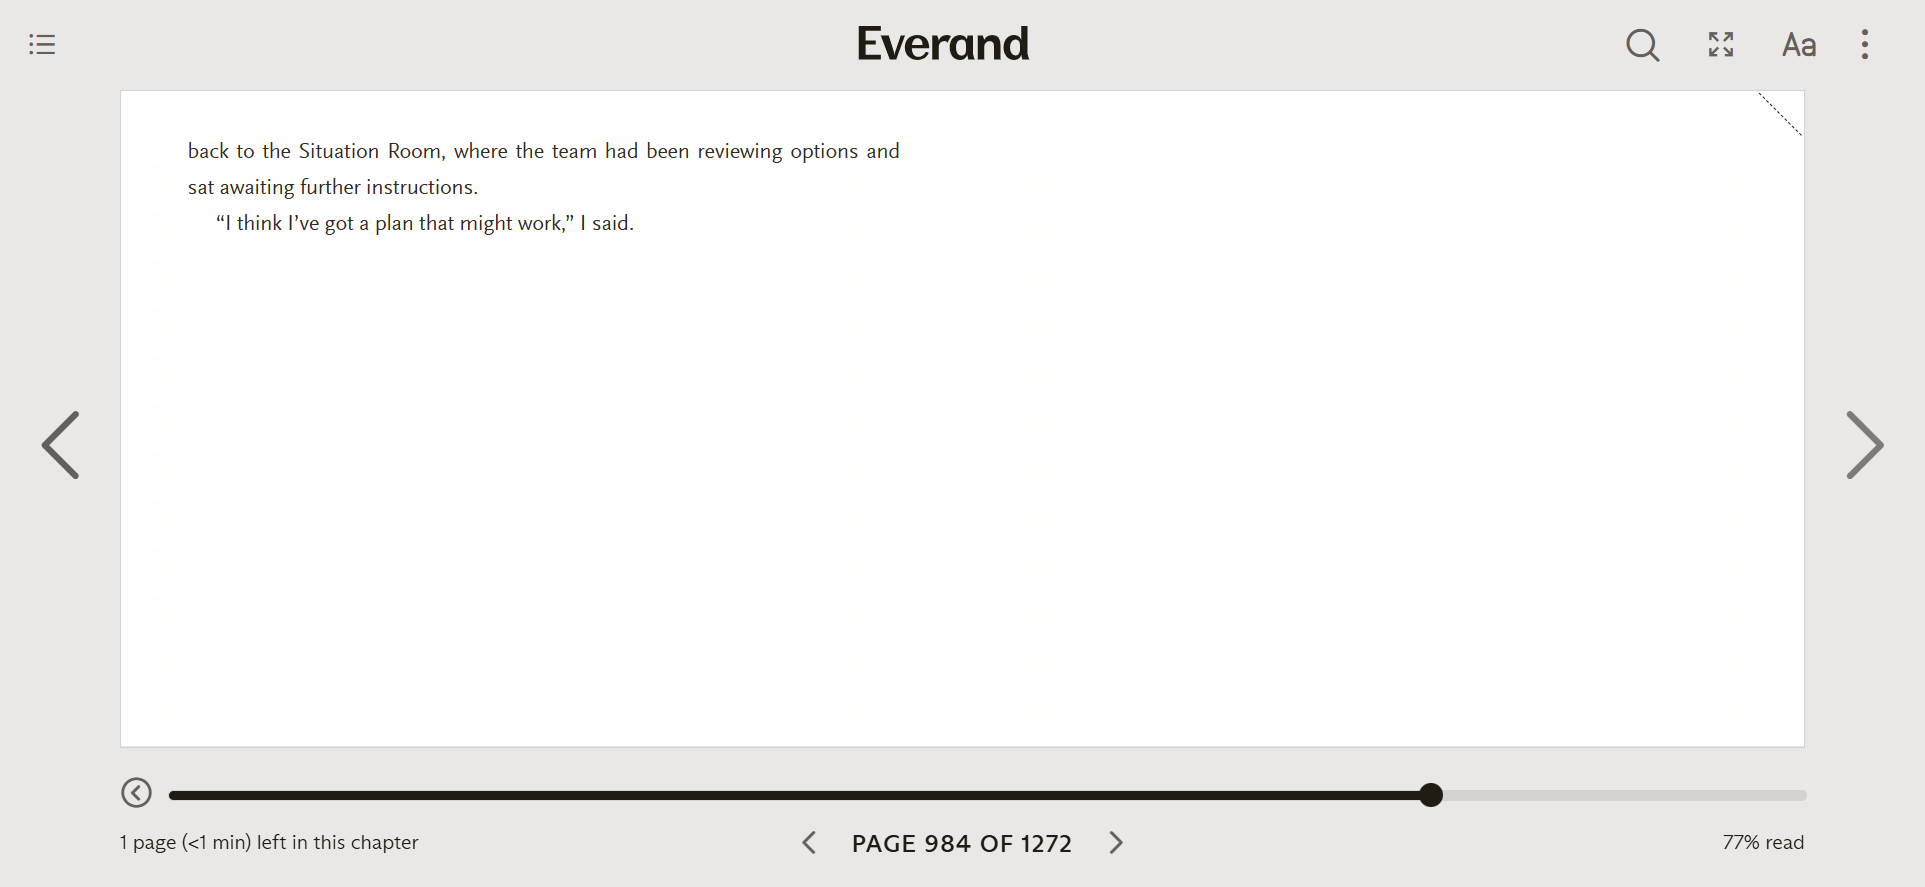 Everand
Aa
back to the Situation Room, where the team had been reviewing options and
sat awaiting further instructions.
“I think I’ve got a plan that might work,” I said.
1 page (<1 min) left in this chapter
PAGE 984 OF 1272
77% read